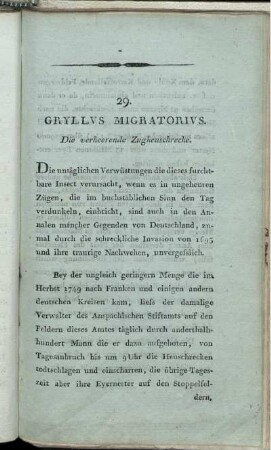 29.
GRYLLVS MIGRATORIVS.
Die verheerende Zugheuschrecke.
Die unsäglichen Verwüstungen die dieses furcht-
bare Insect verursacht, wenn es in ungeheuren
Zügen, die im buchstäblichen Sinn den Tag
verdunkeln, einbricht, sind auch in den An-
nalen mancher Gegenden von Deutschland, zu-
mal durch die schreckliche Invasion von 1693
und ihre traurige Nachwehen, unvergeſslich.
Bey der ungleich geringern Menge die im
Herbst 1749 nach Franken und einigen andern
deutschen Kreisen kam, lieſs der damalige
Verwalter des Anspachischen Stiftamts auf den
Feldern dieses Amtes täglich durch anderthalb-
hundert Mann die er dazu aufgeboten, von
Tagesanbruch bis um 9 Uhr die Heuschrecken
todtschlagen und einscharren, die übrige Tages-
zeit aber ihre Eyernester auf den Stoppelfel-
dern,